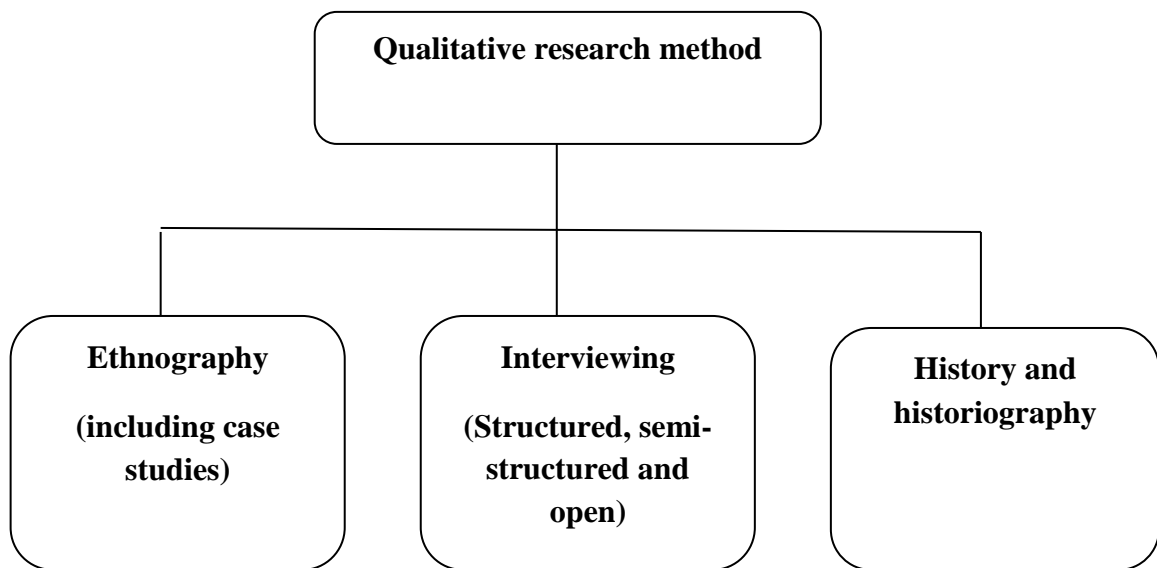 Qualitative research method
Ethnography
(including case
studies)
Interviewing
(Structured, semi-
structured and
open)
History and
historiography